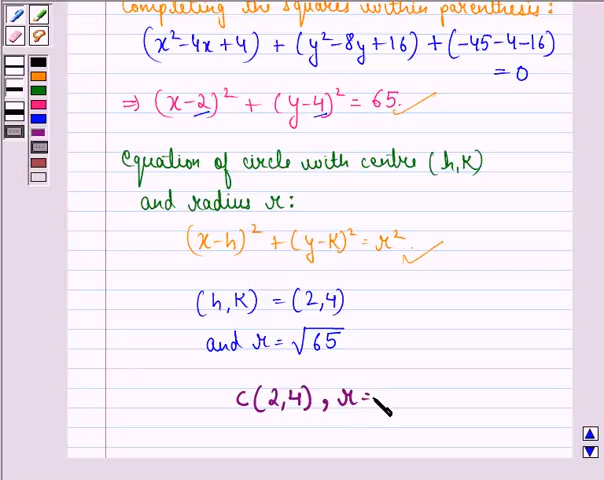 Completing the squares within parenthesis:
(x²-4x+4) + (y²-8y+16) + (-45-4-16)
=0
⇒ (x-2)² + (y-4)² = 65.
Equation of circle with centre (h,K)
and radius r:
(x-h)² + (y-K)² = r².
(h,K) = (2,4)
and r = √65
C(2,4), r=